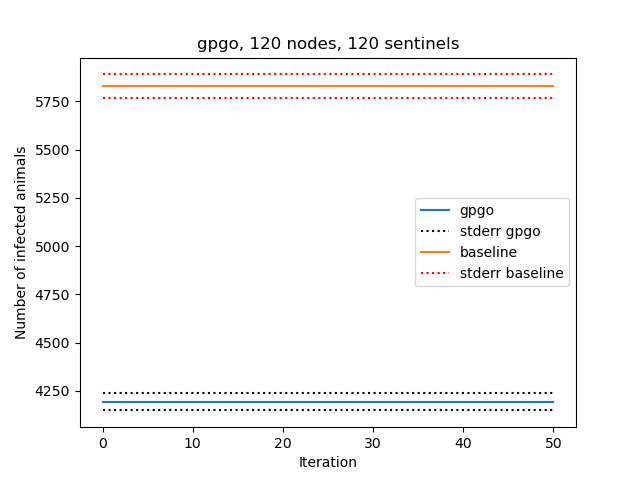 gpgo, 120 nodes, 120 sentinels
Number of infected animals
5750
5500
5250
5000
4750
4500
4250
gpgo
stderr gpgo
baseline
stderr baseline
0 10 20 30 40 50
Iteration